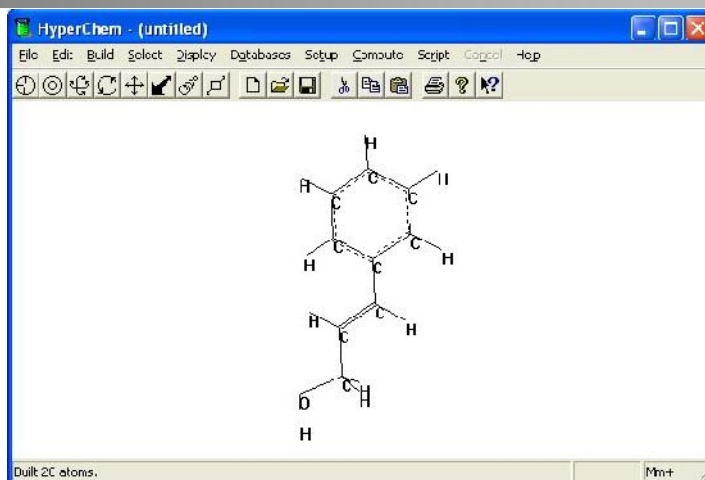 HyperChem - (untitled)
File Edit Build Select Display Databases Setup Compute Script Cancel Help
H
H H
C
C C
C C
H C H
H C H
C
C H
O H
H
Built 20 atoms. Mm+